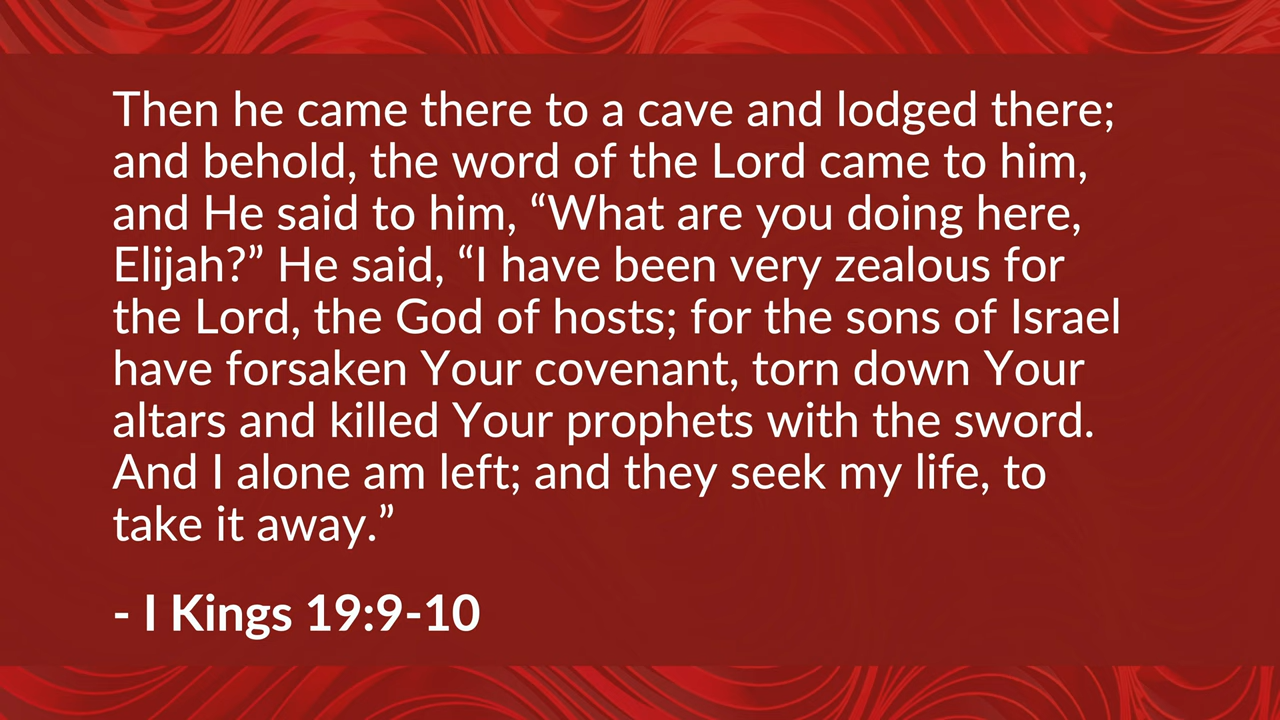 Then he came there to a cave and lodged there;
and behold, the word of the Lord came to him,
and He said to him, “What are you doing here,
Elijah?” He said, “I have been very zealous for
the Lord, the God of hosts; for the sons of Israel
have forsaken Your covenant, torn down Your
altars and killed Your prophets with the sword.
And I alone am left; and they seek my life, to
take it away.”
- I Kings 19:9-10